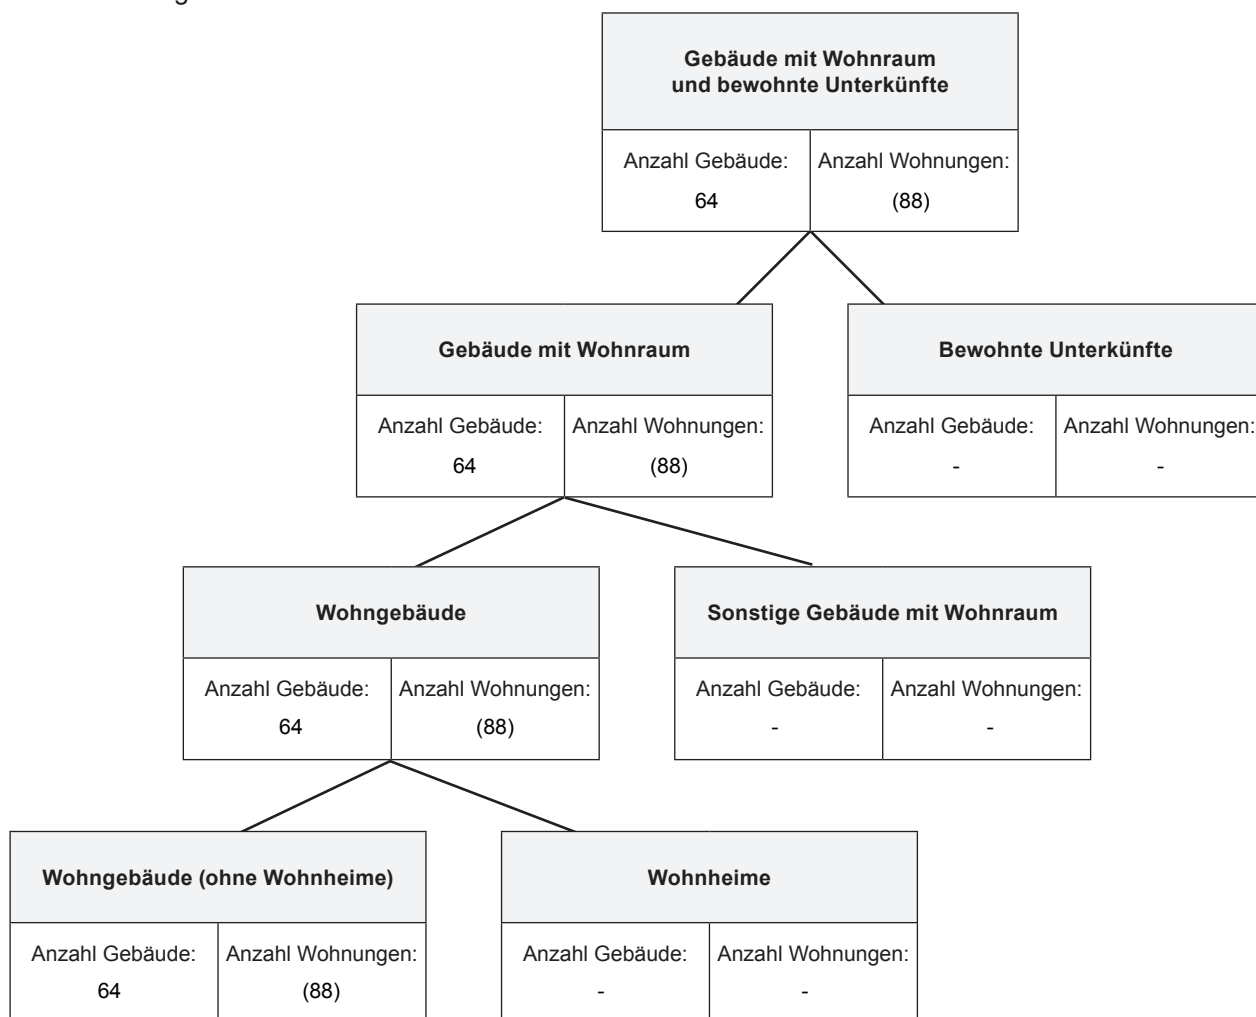 Gebäude mit Wohnraum
und bewohnte Unterkünfte
Anzahl Gebäude: Anzahl Wohnungen:
64 (88)
Gebäude mit Wohnraum
Anzahl Gebäude: Anzahl Wohnungen:
64 (88)
Bewohnte Unterkünfte
Anzahl Gebäude: Anzahl Wohnungen:
- -
Wohngebäude
Anzahl Gebäude: Anzahl Wohnungen:
64 (88)
Sonstige Gebäude mit Wohnraum
Anzahl Gebäude: Anzahl Wohnungen:
- -
Wohngebäude (ohne Wohnheime)
Anzahl Gebäude: Anzahl Wohnungen:
64 (88)
Wohnheime
Anzahl Gebäude: Anzahl Wohnungen:
- -